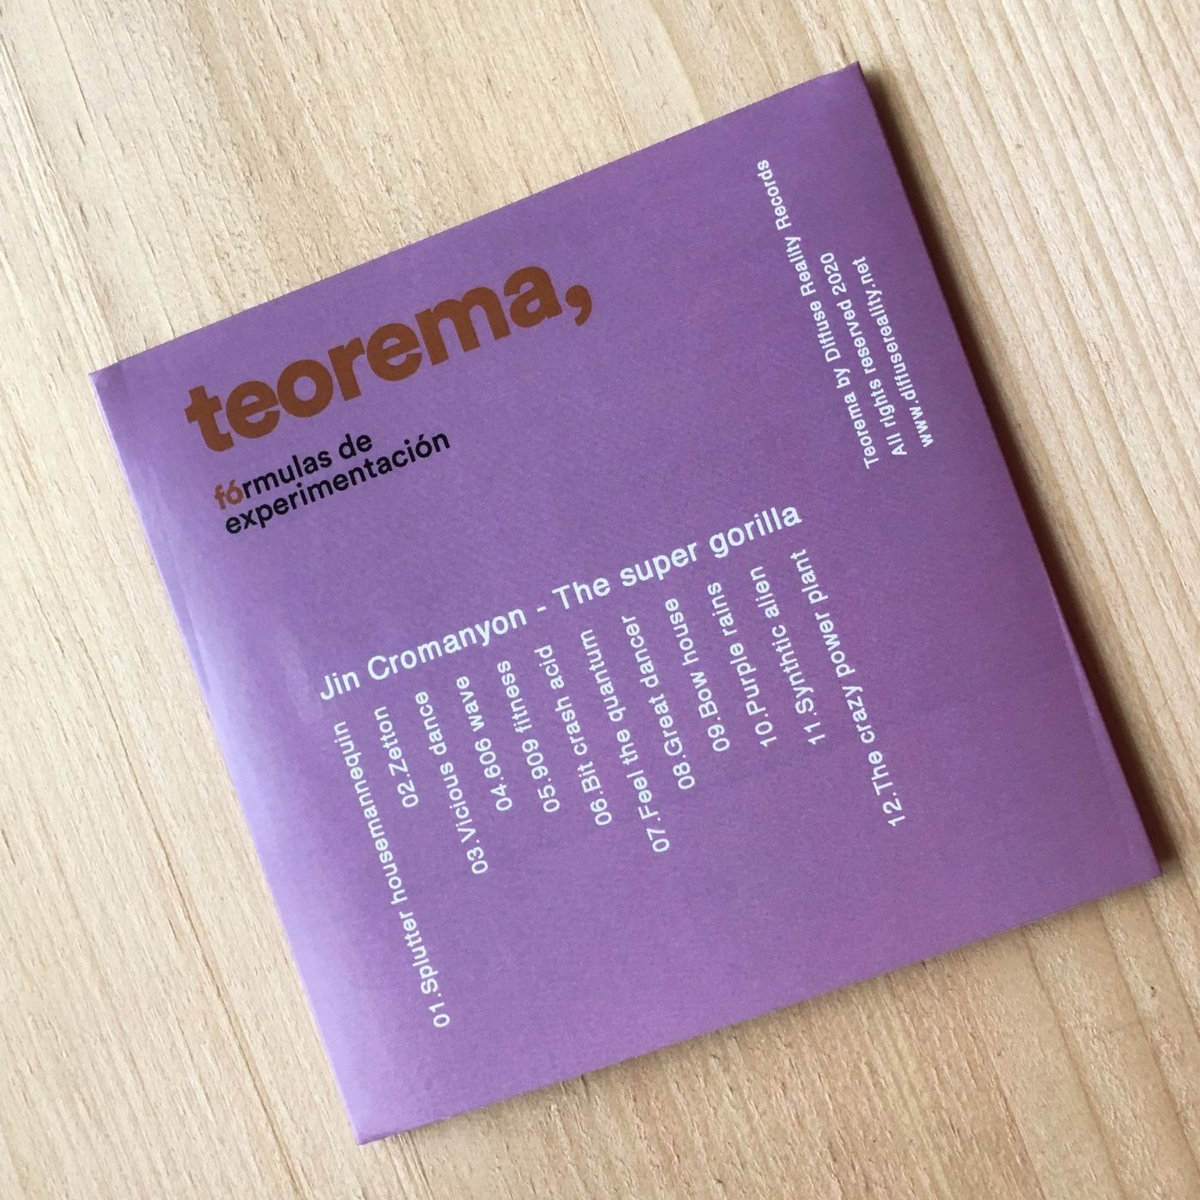 teorema,
fórmulas de
experimentación
Teorema by Diffuse Reality Records
All rights reserved 2020
www.diffusereality.net
Jin Cromanyon - The super gorilla
01.Splutter housemannequin
02.Zetton
03.Vicious dance
04.606 wave
05.909 fitness
06.Bit crash acid
07.Feel the quantum
08.Great dancer
09.Bow house
10.Purple rains
11.Synthtic alien
12.The crazy power plant